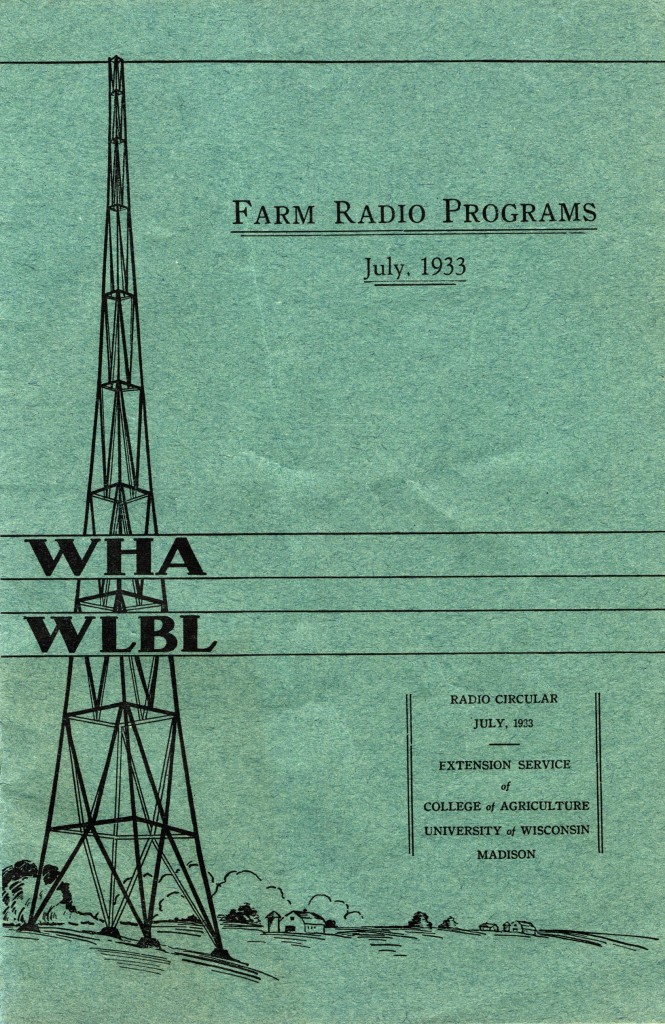 FARM RADIO PROGRAMS
July, 1933
WHA
WLBL
RADIO CIRCULAR
JULY, 1933
EXTENSION SERVICE
of
COLLEGE of AGRICULTURE
UNIVERSITY of WISCONSIN
MADISON